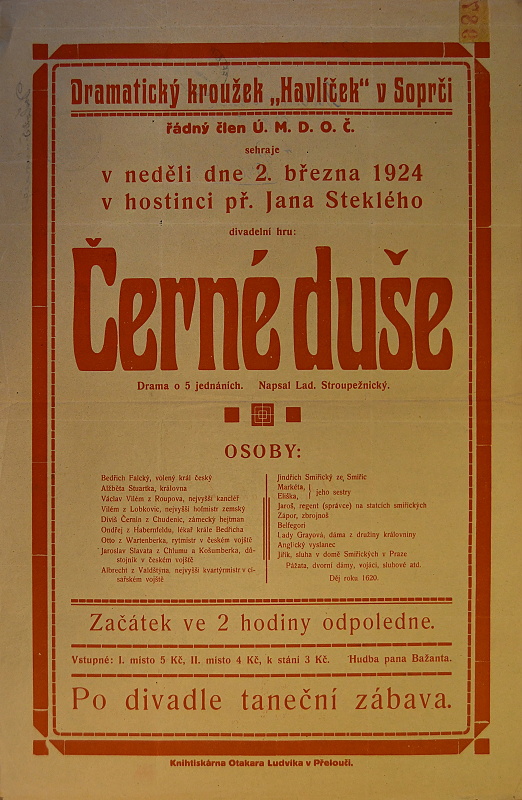 Dramatický kroužek „Havlíček“ v Soprči
řádný člen Ú. M. D. O. Č.
sehraje
v neděli dne 2. března 1924
v hostinci př. Jana Steklého
divadelní hru:
Černé duše
Drama o 5 jednáních. Napsal Lad. Stroupežnický.
OSOBY:
Bedřich Falcký, volený král český
Alžběta Stuartka, královna
Václav Vilém z Roupova, nejvyšší kancléř
Vilém z Lobkovic, nejvyšší hofmistr zemský
Diviš Černín z Chudenic, zámecký hejtman
Ondřej z Habernfeldu, lékař krále Bedřicha
Otto z Wartenberka, rytmistr v českém vojště
Jaroslav Slavata z Chlumu a Košumberka, dů-
stojník v českém vojště
Albrecht z Valdštýna, nejvyšší kvartýrmistr v cí-
sařském vojště
Jindřich Smiřický ze Smiřic
Markéta,
Eliška,
jeho sestry
Jaroš, regent (správce) na statcích smiřických
Zápor, zbrojnoš
Belfegori
Lady Grayová, dáma z družiny královniny
Anglický vyslanec
Jiřík, sluha v domě Smiřických v Praze
Pážata, dvorní dámy, vojáci, sluhové atd.
Děj roku 1620.
Začátek ve 2 hodiny odpoledne.
Vstupné: I. místo 5 Kč, II. místo 4 Kč, k stání 3 Kč. Hudba pana Bažanta.
Po divadle taneční zábava.
Knihtiskárna Otakara Ludvíka v Přelouči.